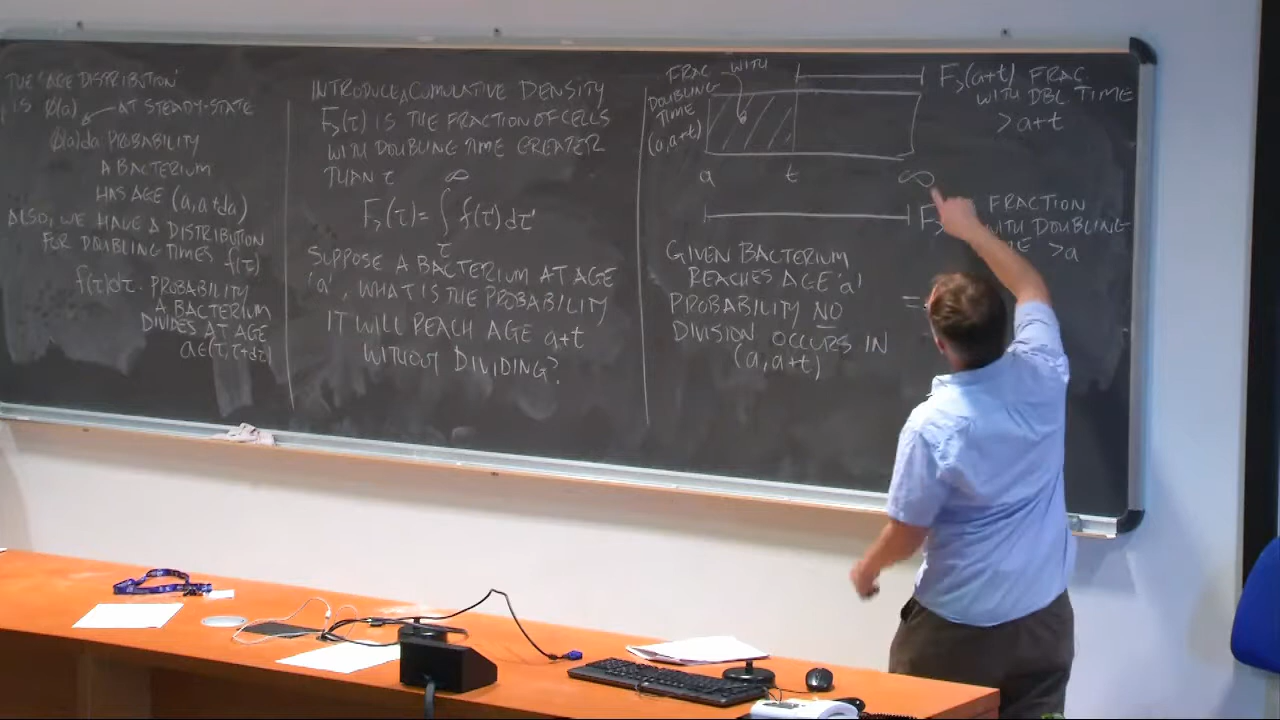 THE 'AGE DISTRIBUTION'
IS ϕ(a) ← AT STEADY-STATE
ϕ(a)da PROBABILITY
A BACTERIUM
HAS AGE (a, a+da)
ALSO, WE HAVE A DISTRIBUTION
FOR DOUBLING TIMES f(τ)
f(τ)dτ. PROBABILITY
A BACTERIUM
DIVIDES AT AGE
a∈(τ, τ+dτ)
INTRODUCE A CUMULATIVE DENSITY
F>(τ) IS THE FRACTION OF CELLS
WITH DOUBLING TIME GREATER
THAN τ
F>(τ) = ∫τ^∞ f(τ')dτ'
SUPPOSE A BACTERIUM AT AGE
'a', WHAT IS THE PROBABILITY
IT WILL REACH AGE a+t
WITHOUT DIVIDING?
FRAC WITH
DOUBLING
TIME
(a, a+t)
F>(a+t) FRAC.
WITH DBL TIME
> a+t
a t ∞
F> FRACTION
WITH DOUBLING
> a
GIVEN BACTERIUM
REACHES AGE 'a'
PROBABILITY NO
DIVISION OCCURS IN
(a, a+t)
=